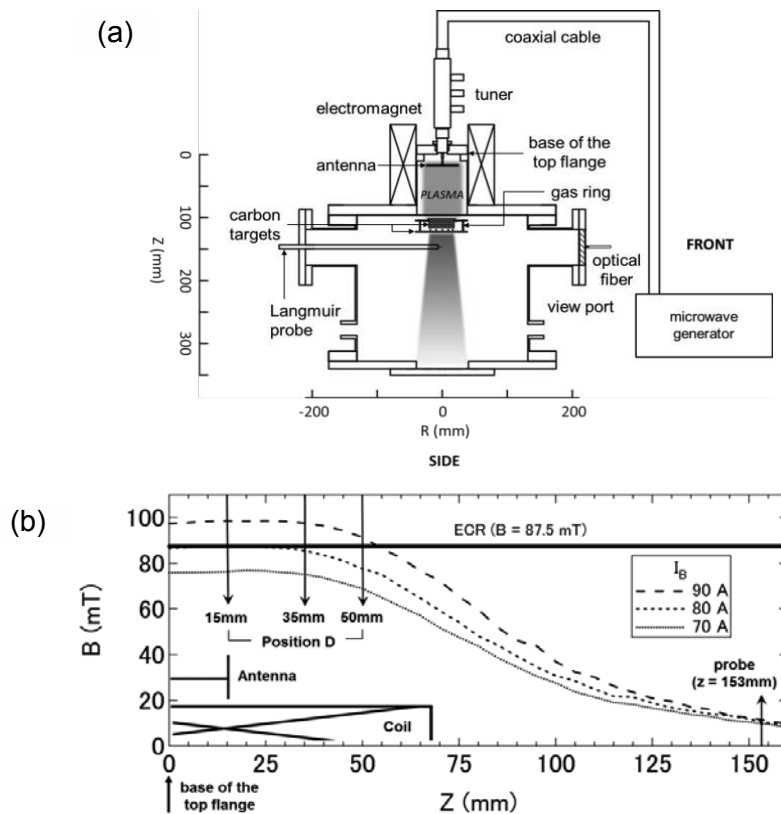 (a)
coaxial cable
tuner
electromagnet
base of the
top flange
antenna
PLASMA
gas ring
carbon
targets
Langmuir
probe
FRONT
optical
fiber
view port
microwave
generator
0
100
200
300
Z (mm)
-200
0
200
R (mm)
SIDE
(b)
100
80
60
40
20
0
B (mT)
ECR (B = 87.5 mT)
I_B
90 A
80 A
70 A
15mm
35mm
50mm
Position D
Antenna
Coil
probe
(z = 153mm)
0
25
50
75
100
125
150
Z (mm)
base of the
top flange